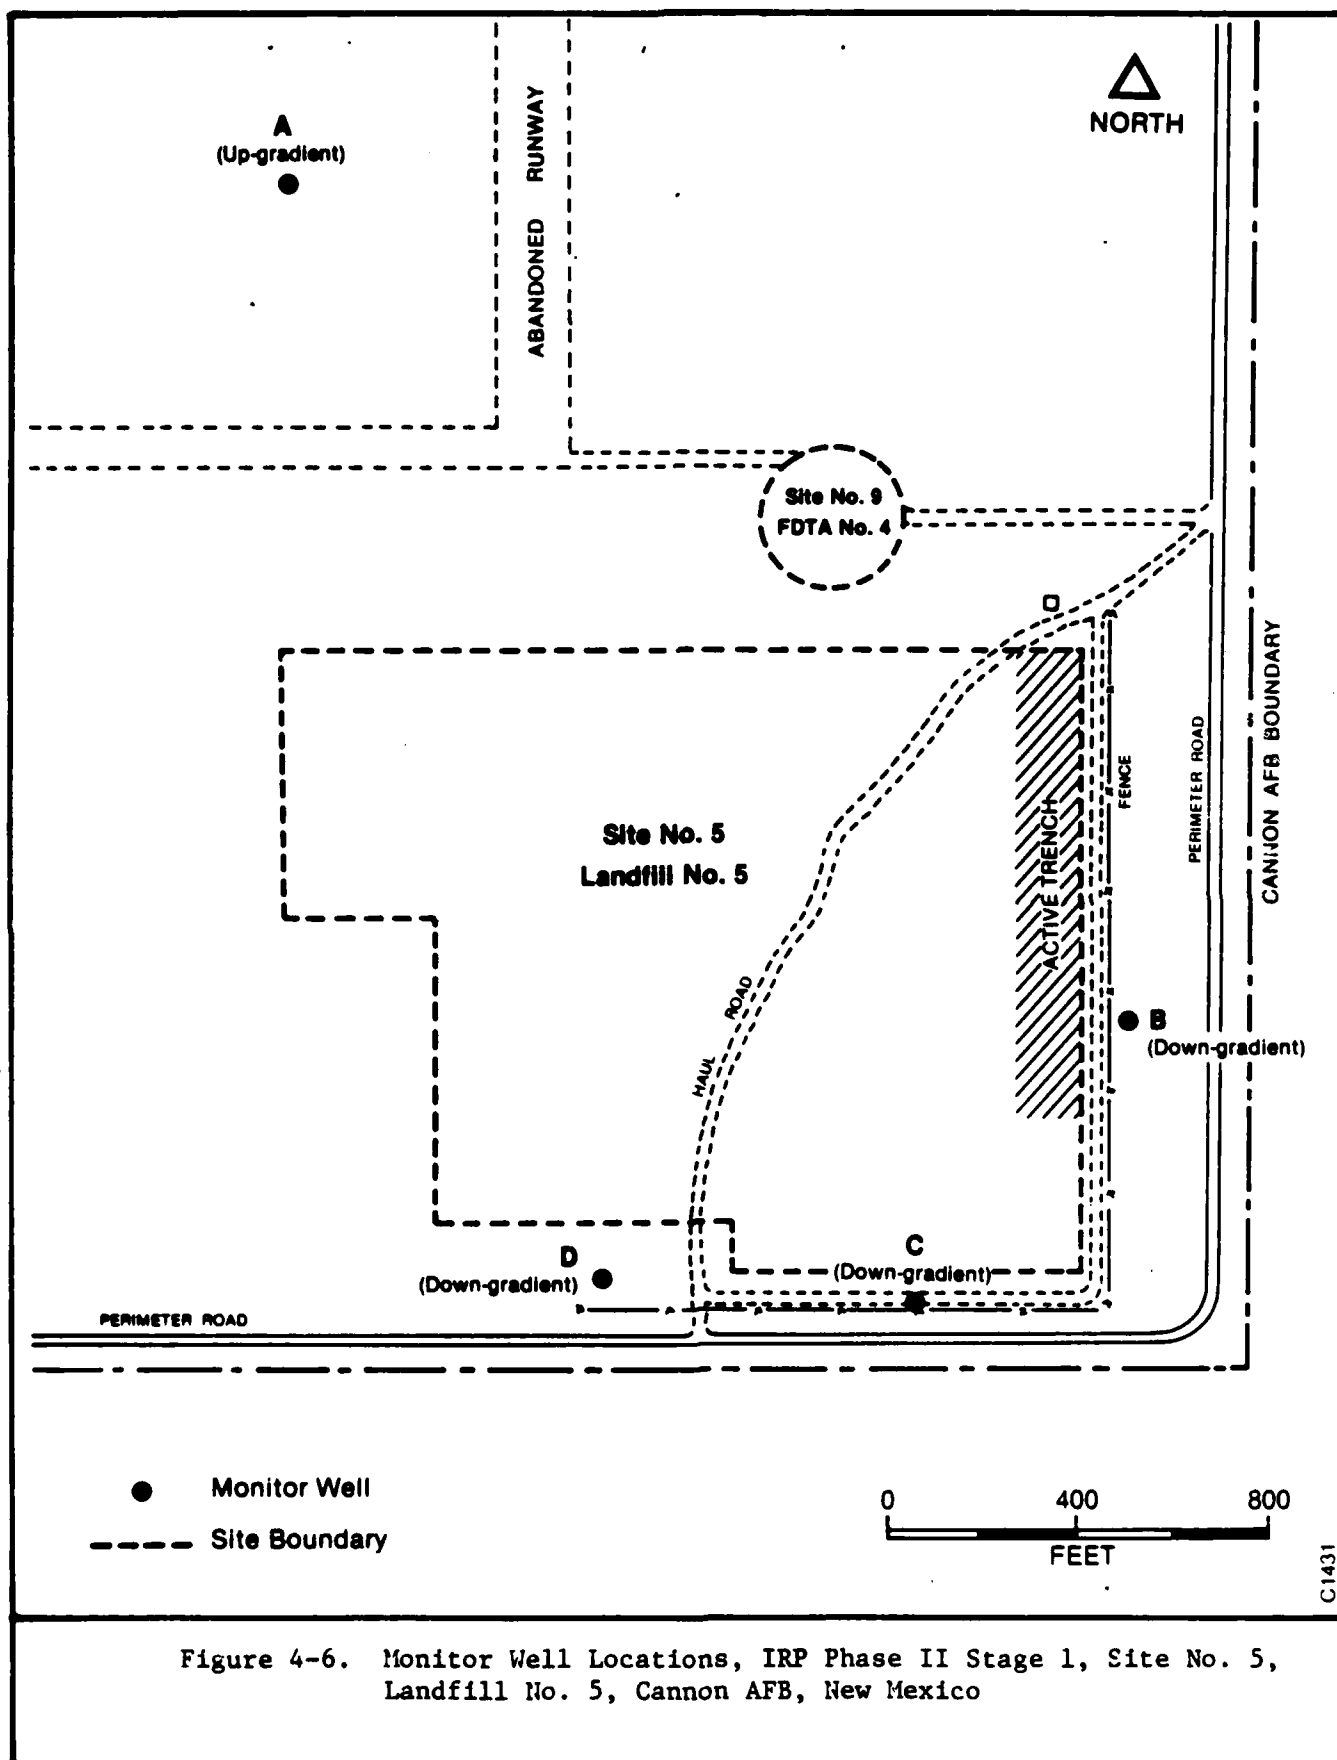 NORTH
A
(Up-gradient)
ABANDONED RUNWAY
Site No. 9
FDTA No. 4
CANNON AFB BOUNDARY
PERIMETER ROAD
FENCE
ACTIVE TRENCH
Site No. 5
Landfill No. 5
HAUL ROAD
B
(Down-gradient)
C
(Down-gradient)
D
(Down-gradient)
PERIMETER ROAD
Monitor Well
Site Boundary
0 400 800
FEET
C1431
Figure 4-6. Monitor Well Locations, IRP Phase II Stage 1, Site No. 5,
Landfill No. 5, Cannon AFB, New Mexico